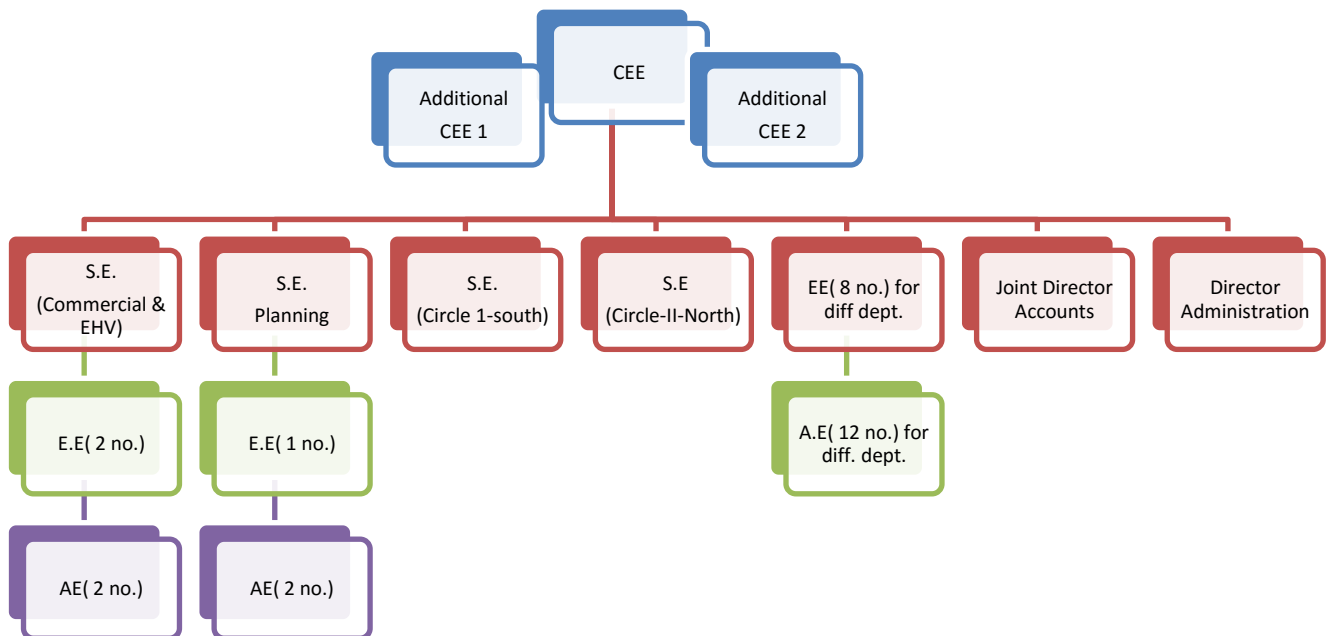 CEE
Additional
CEE 1
Additional
CEE 2
S.E.
(Commercial &
EHV)
S.E.
Planning
S.E.
(Circle 1-south)
S.E
(Circle-II-North)
EE( 8 no.) for
diff dept.
Joint Director
Accounts
Director
Administration
E.E( 2 no.)
E.E( 1 no.)
A.E( 12 no.) for
diff. dept.
AE( 2 no.)
AE( 2 no.)